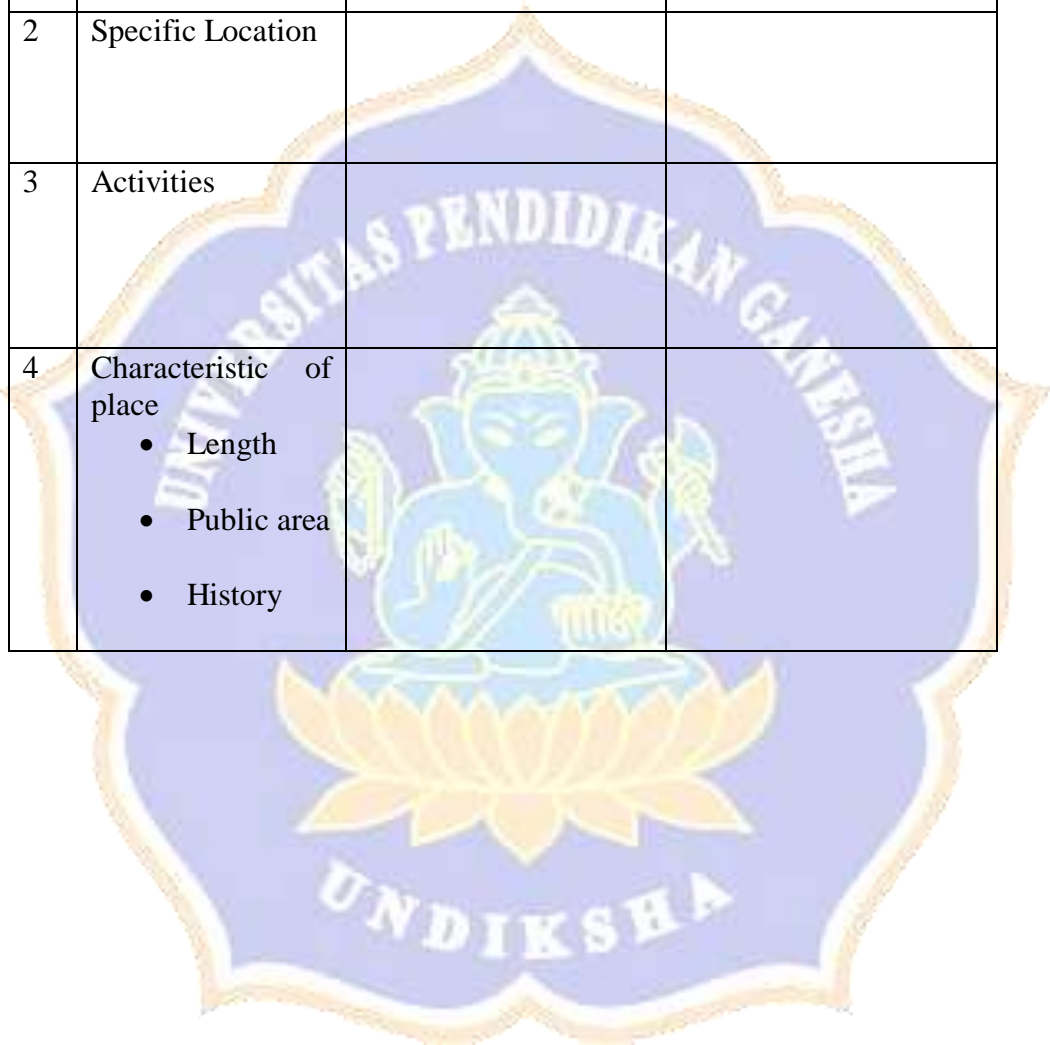 2 Specific Location
3 Activities
UNIVERSITAS PENDIDIKAN GANESHA
4 Characteristic of
place
• Length
• Public area
• History
UNDIKSHA